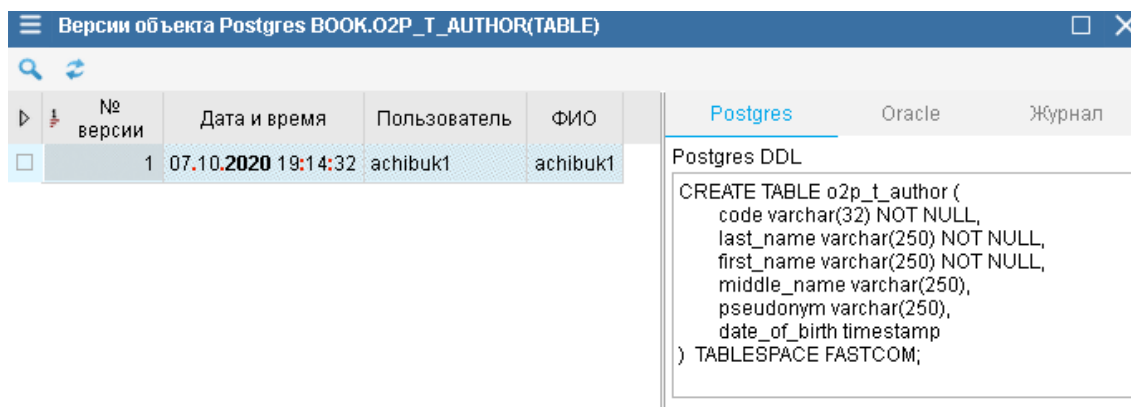 Версии объекта Postgres BOOK.O2P_T_AUTHOR(TABLE)
№ версии Дата и время Пользователь ФИО
1 07.10.2020 19:14:32 achibuk1 achibuk1
Postgres Oracle Журнал
Postgres DDL
CREATE TABLE o2p_t_author (
code varchar(32) NOT NULL,
last_name varchar(250) NOT NULL,
first_name varchar(250) NOT NULL,
middle_name varchar(250),
pseudonym varchar(250),
date_of_birth timestamp
) TABLESPACE FASTCOM;